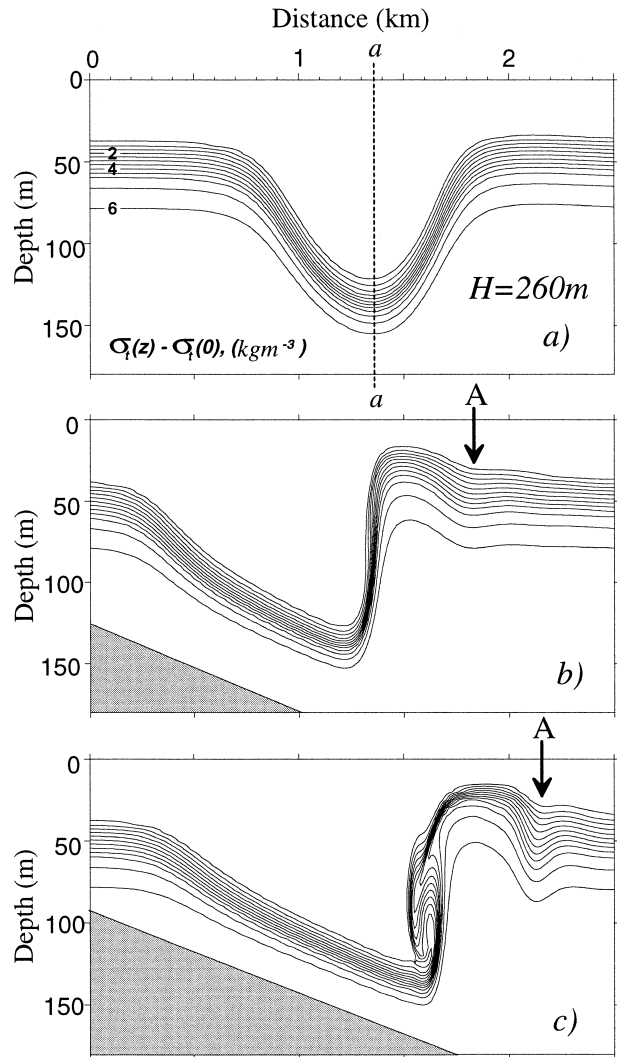 Distance (km)
a
0 1 2
0
50
100
150
Depth (m)
2
4
6
H=260m
a)
σt(z) - σt(0), (kgm⁻³)
a
A
0
50
100
150
Depth (m)
b)
A
0
50
100
150
Depth (m)
c)